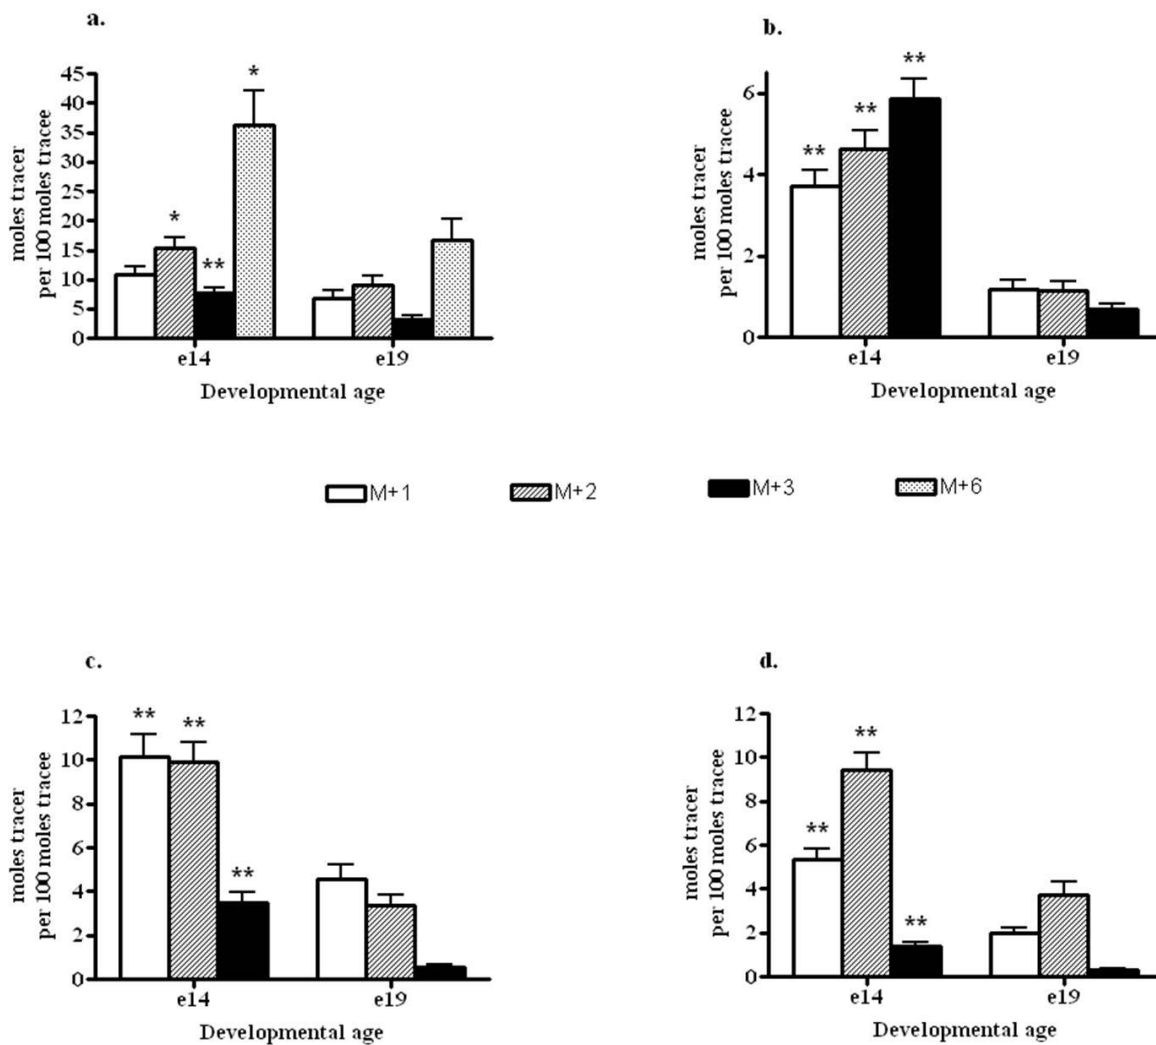 a.
moles tracer
per 100 moles tracee
45
40
35
30
25
20
15
10
5
0
*
**
*
e14
e19
Developmental age
b.
moles tracer
per 100 moles tracee
6
4
2
0
**
**
**
e14
e19
Developmental age
M+1
M+2
M+3
M+6
c.
moles tracer
per 100 moles tracee
12
10
8
6
4
2
0
**
**
**
e14
e19
Developmental age
d.
moles tracer
per 100 moles tracee
12
10
8
6
4
2
0
**
**
**
e14
e19
Developmental age